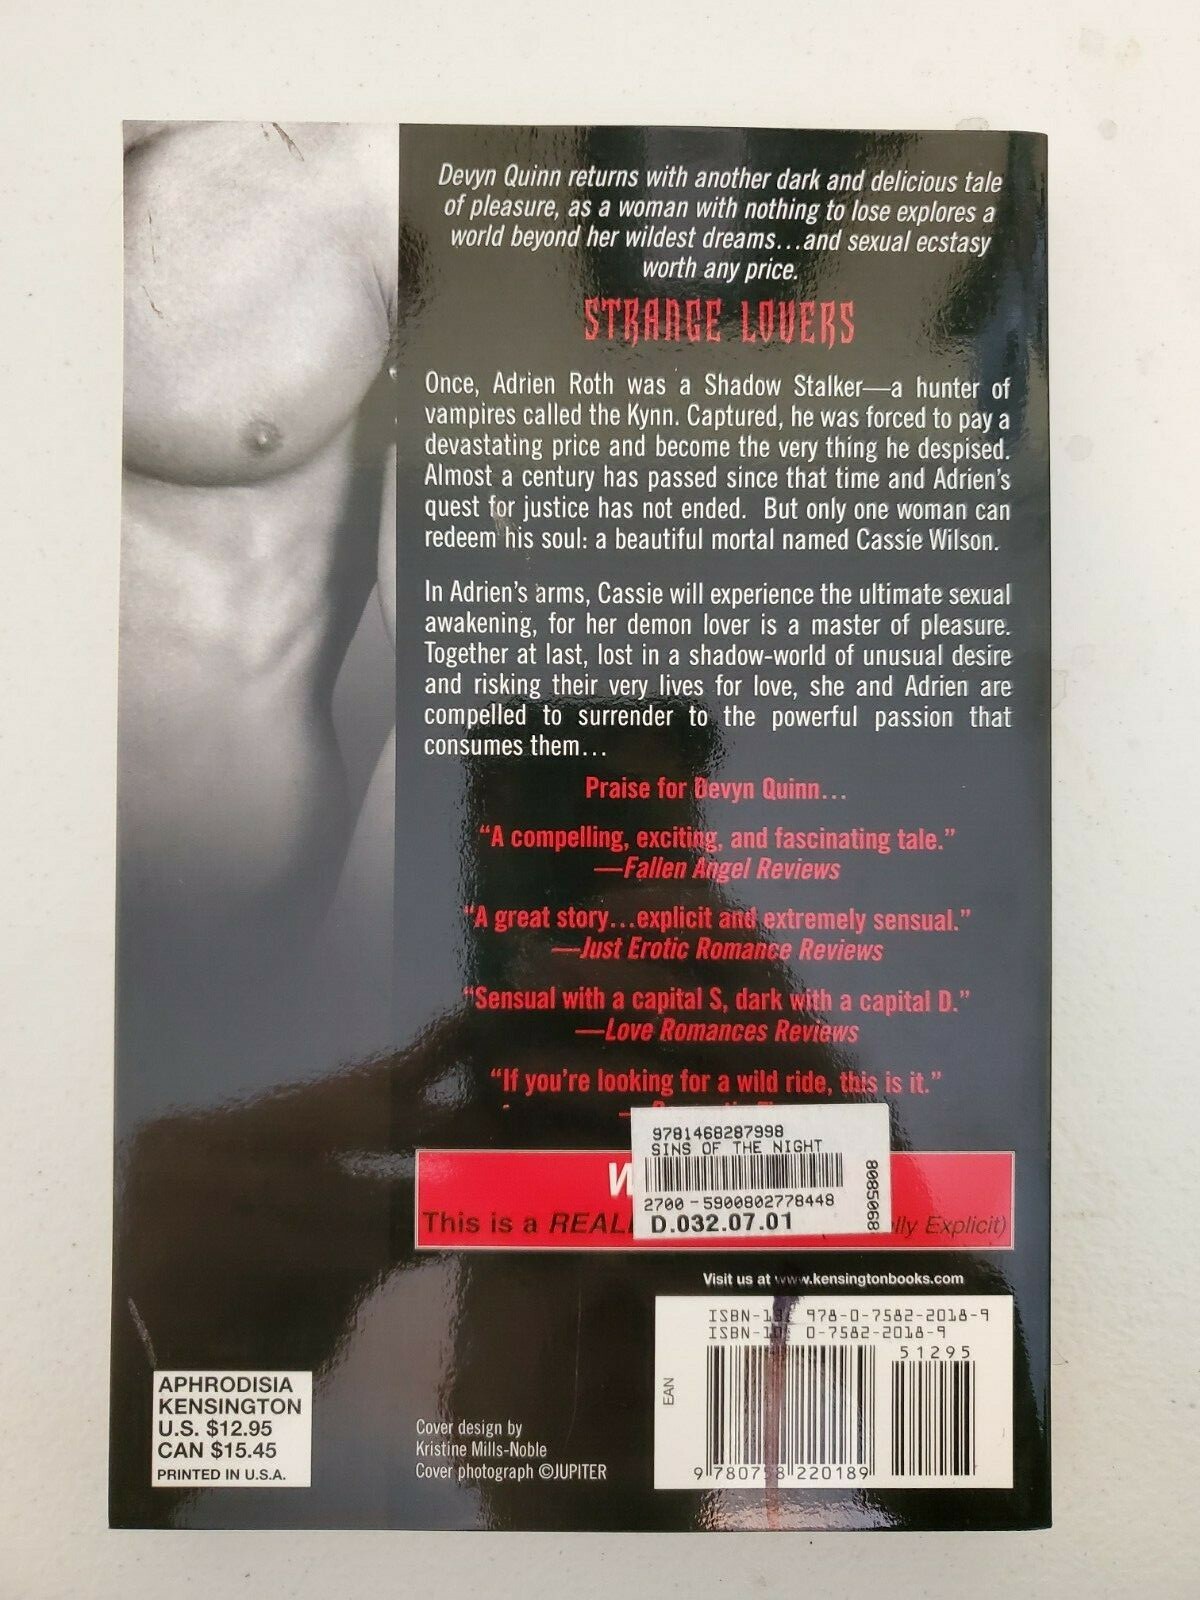 Devyn Quinn returns with another dark and delicious tale
of pleasure, as a woman with nothing to lose explores a
world beyond her wildest dreams...and sexual ecstasy
worth any price.
STRANGE LOVERS
Once, Adrien Roth was a Shadow Stalker—a hunter of
vampires called the Kynn. Captured, he was forced to pay a
devastating price and become the very thing he despised.
Almost a century has passed since that time and Adrien's
quest for justice has not ended. But only one woman can
redeem his soul: a beautiful mortal named Cassie Wilson.
In Adrien's arms, Cassie will experience the ultimate sexual
awakening, for her demon lover is a master of pleasure.
Together at last, lost in a shadow-world of unusual desire
and risking their very lives for love, she and Adrien are
compelled to surrender to the powerful passion that
consumes them...
Praise for Devyn Quinn...
"A compelling, exciting, and fascinating tale."
—Fallen Angel Reviews
"A great story...explicit and extremely sensual."
—Just Erotic Romance Reviews
"Sensual with a capital S, dark with a capital D."
—Love Romances Reviews
"If you're looking for a wild ride, this is it."
9781468287998
SINS OF THE NIGHT
2700-5900802778448
D.032.07.01
8085068
This is a Explicit)
Visit us at www.kensingtonbooks.com
ISBN-13: 978-0-7582-2018-9
ISBN-10: 0-7582-2018-9
51295
EAN
9 780758 220189
APHRODISIA
KENSINGTON
U.S. $12.95
CAN $15.45
PRINTED IN U.S.A.
Cover design by
Kristine Mills-Noble
Cover photograph ©JUPITER